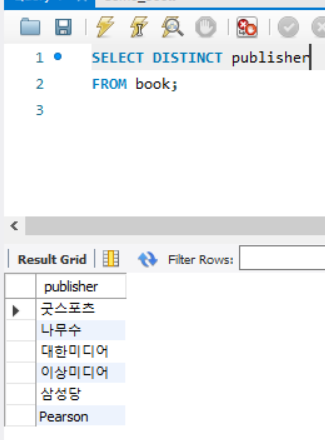 1 SELECT DISTINCT publisher
2 FROM book;
3
Result Grid Filter Rows:
publisher
굿스포츠
나무수
대한미디어
이상미디어
삼성당
Pearson